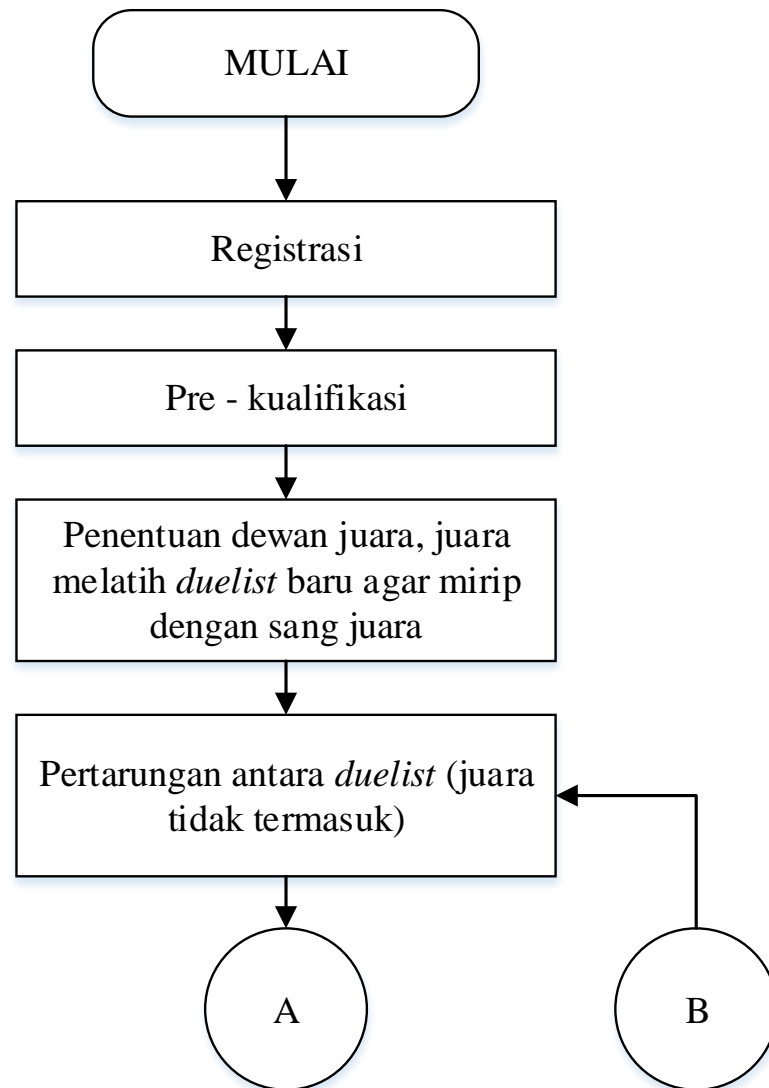 MULAI
Registrasi
Pre - kualifikasi
Penentuan dewan juara, juara
melatih duelist baru agar mirip
dengan sang juara
Pertarungan antara duelist (juara
tidak termasuk)
A
B